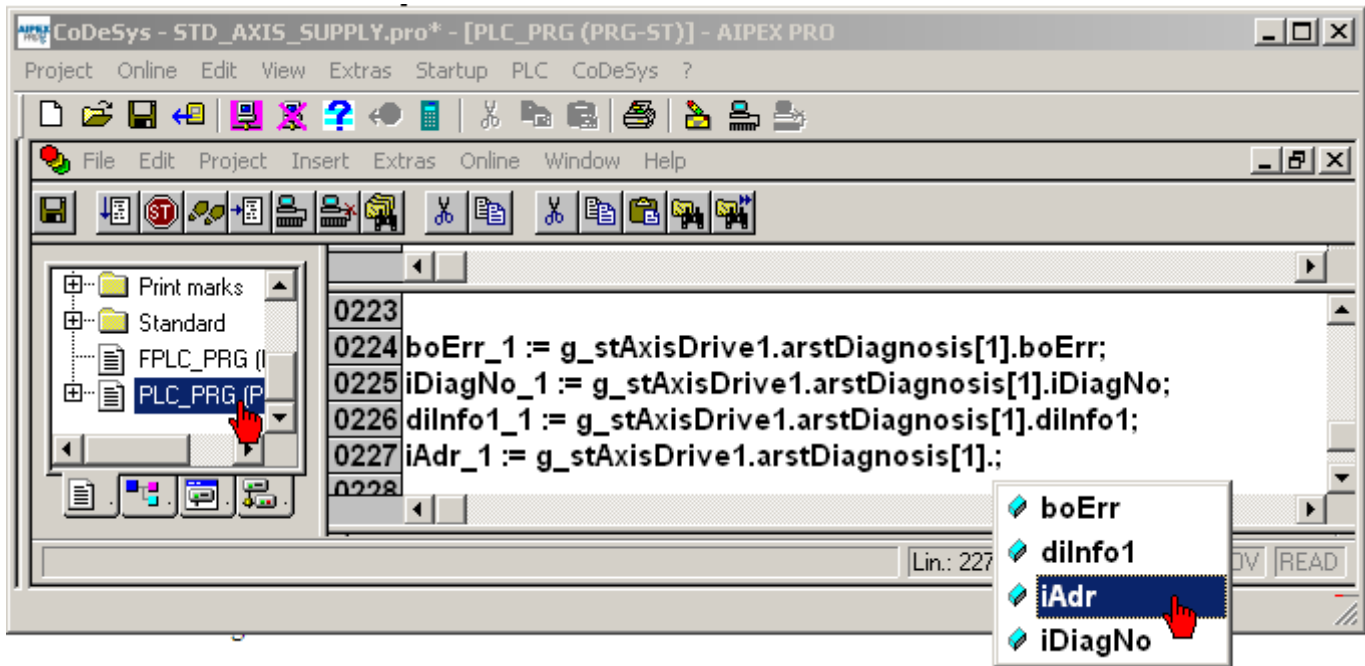 CoDeSys - STD_AXIS_SUPPLY.pro* - [PLC_PRG (PRG-ST)] - AIPEX PRO
Project Online Edit View Extras Startup PLC CoDeSys ?
File Edit Project Insert Extras Online Window Help
ST
Print marks
Standard
FPLC_PRG (
PLC_PRG (P
0223
0224 boErr_1 := g_stAxisDrive1.arstDiagnosis[1].boErr;
0225 iDiagNo_1 := g_stAxisDrive1.arstDiagnosis[1].iDiagNo;
0226 diInfo1_1 := g_stAxisDrive1.arstDiagnosis[1].diInfo1;
0227 iAdr_1 := g_stAxisDrive1.arstDiagnosis[1].;
0228
boErr
diInfo1
iAdr
iDiagNo
Lin.: 227 OV READ